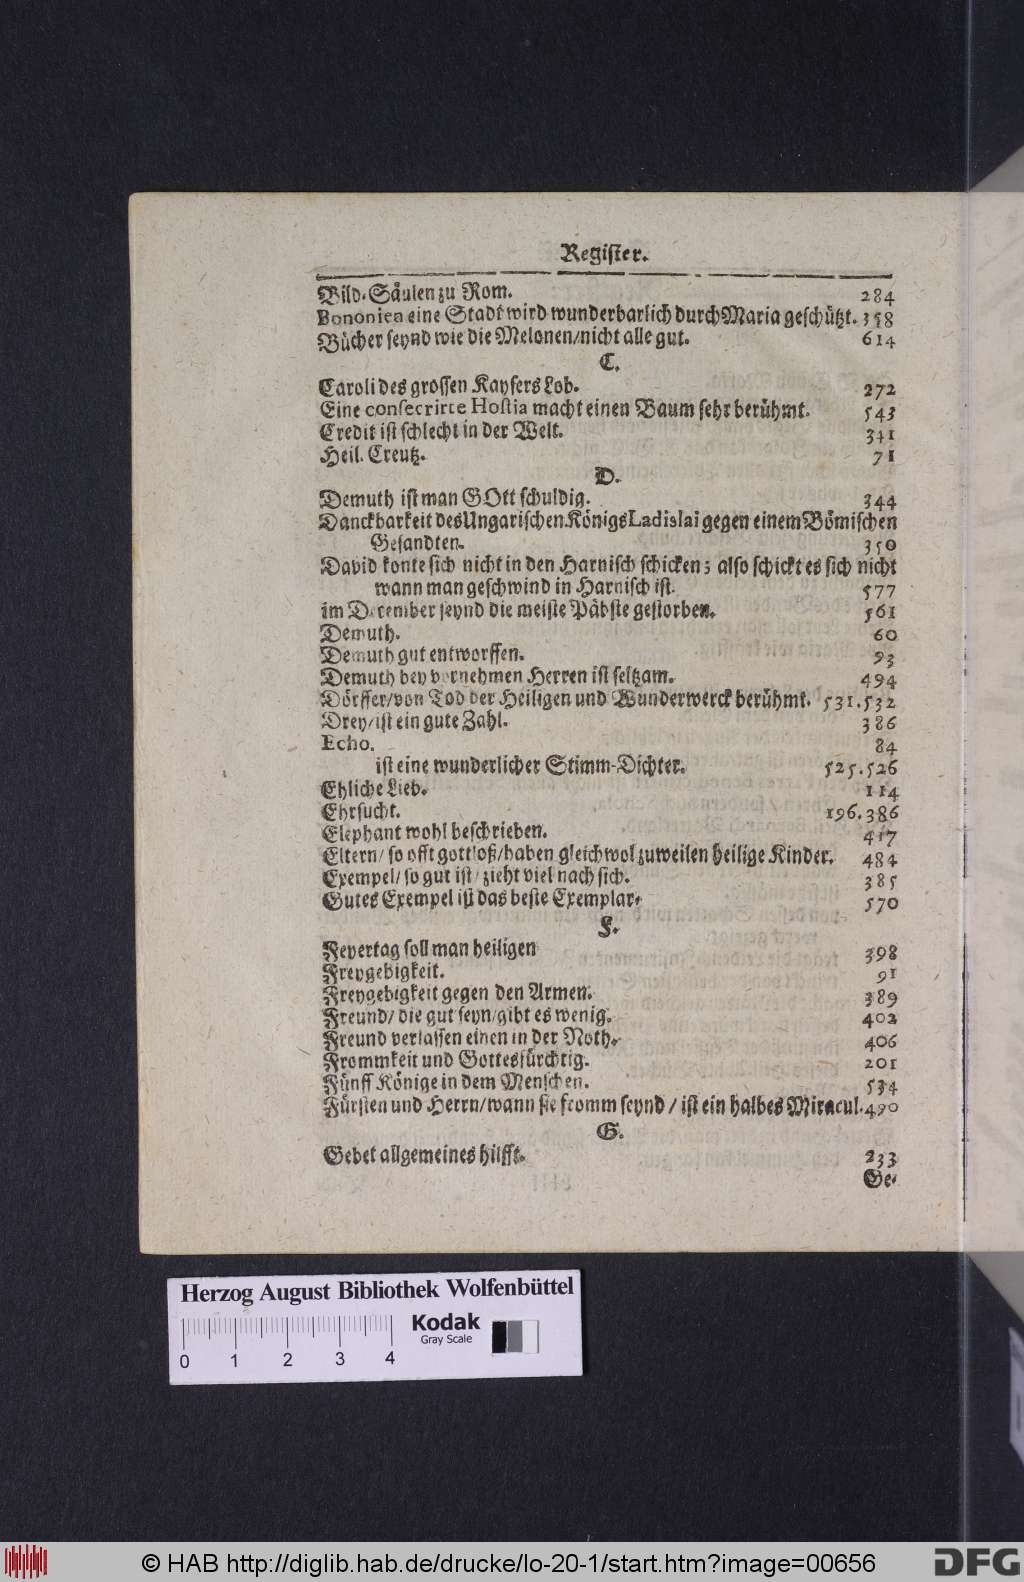 Register.
Bild-Säulen zu Rom. 284
Bononien eine Stadt wird wunderbarlich durch Maria geschützt. 358
Bücher seynd wie die Melonen/nicht alle gut. 614
C.
Caroli des grossen Kaysers Lob. 272
Eine consecrirte Hostia macht einen Baum sehr berühmt. 543
Credit ist schlecht in der Welt. 341
Heil. Creutz. 71
D.
Demuth ist man GOtt schuldig. 344
Danckbarkeit des Ungarischen Königs Ladislai gegen einem Bömischen
Gesandten. 350
David konte sich nicht in den Harnisch schicken; also schickt es sich nicht
wann man geschwind in Harnisch ist. 577
im December seynd die meiste Päbste gestorben. 561
Demuth. 60
Demuth gut entworffen. 93
Demuth bey vornehmen Herren ist seltzam. 494
Dörffer/von Tod der Heiligen und Wunderwerck berühmt. 531.532
Drey/ist ein gute Zahl. 386
Echo. 84
ist eine wunderlicher Stimm-Dichter. 525.526
Ehliche Lieb. 114
Ehrsucht. 196.386
Elephant wohl beschrieben. 417
Eltern/ so offt gottloß/haben gleichwol zuweilen heilige Kinder. 484
Exempel/ so gut ist/ zieht viel nach sich. 385
Gutes Exempel ist das beste Exemplar. 570
F.
Feyertag soll man heiligen 398
Freygebigkeit. 91
Freygebigkeit gegen den Armen. 389
Freund/ die gut seyn/gibt es wenig. 402
Freund verlassen einen in der Noth. 406
Frommkeit und Gottesfürchtig. 201
Fünff Könige in dem Menschen. 534
Fürsten und Herrn/wann sie fromm seynd / ist ein halbes Miracul. 490
G.
Gebet allgemeines hilfft. 233
Ge-
Herzog August Bibliothek Wolfenbüttel
Kodak
Gray Scale
0 1 2 3 4
© HAB http://diglib.hab.de/drucke/lo-20-1/start.htm?image=00656
DFG